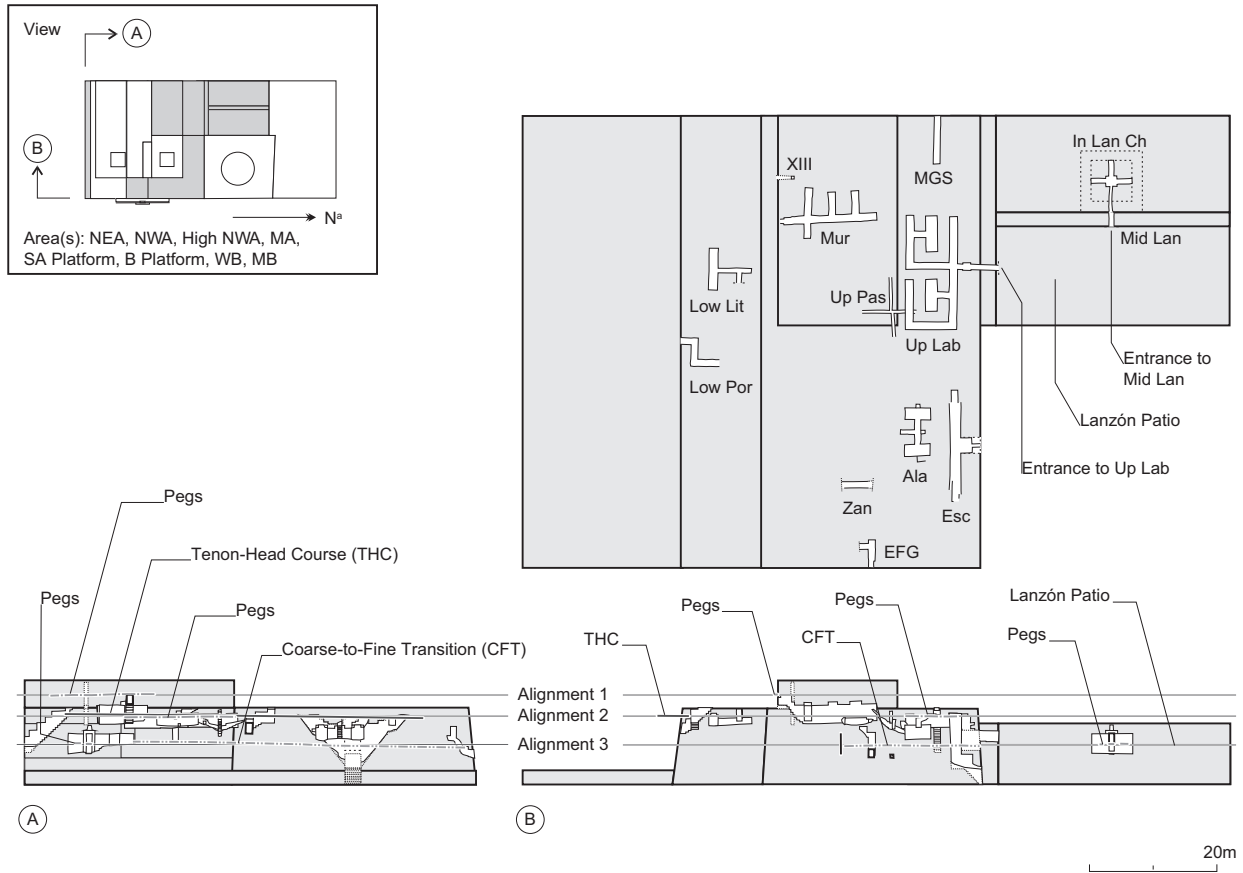 View
A
B
Nª
Area(s): NEA, NWA, High NWA, MA,
SA Platform, B Platform, WB, MB
In Lan Ch
XIII
MGS
Mur
Mid Lan
Low Lit
Up Pas
Up Lab
Low Por
Entrance to
Mid Lan
Lanzón Patio
Entrance to Up Lab
Ala
Zan
Esc
EFG
Pegs
Tenon-Head Course (THC)
Pegs
Pegs
Coarse-to-Fine Transition (CFT)
Pegs
Pegs
Lanzón Patio
THC
CFT
Pegs
Alignment 1
Alignment 2
Alignment 3
A
B
20m